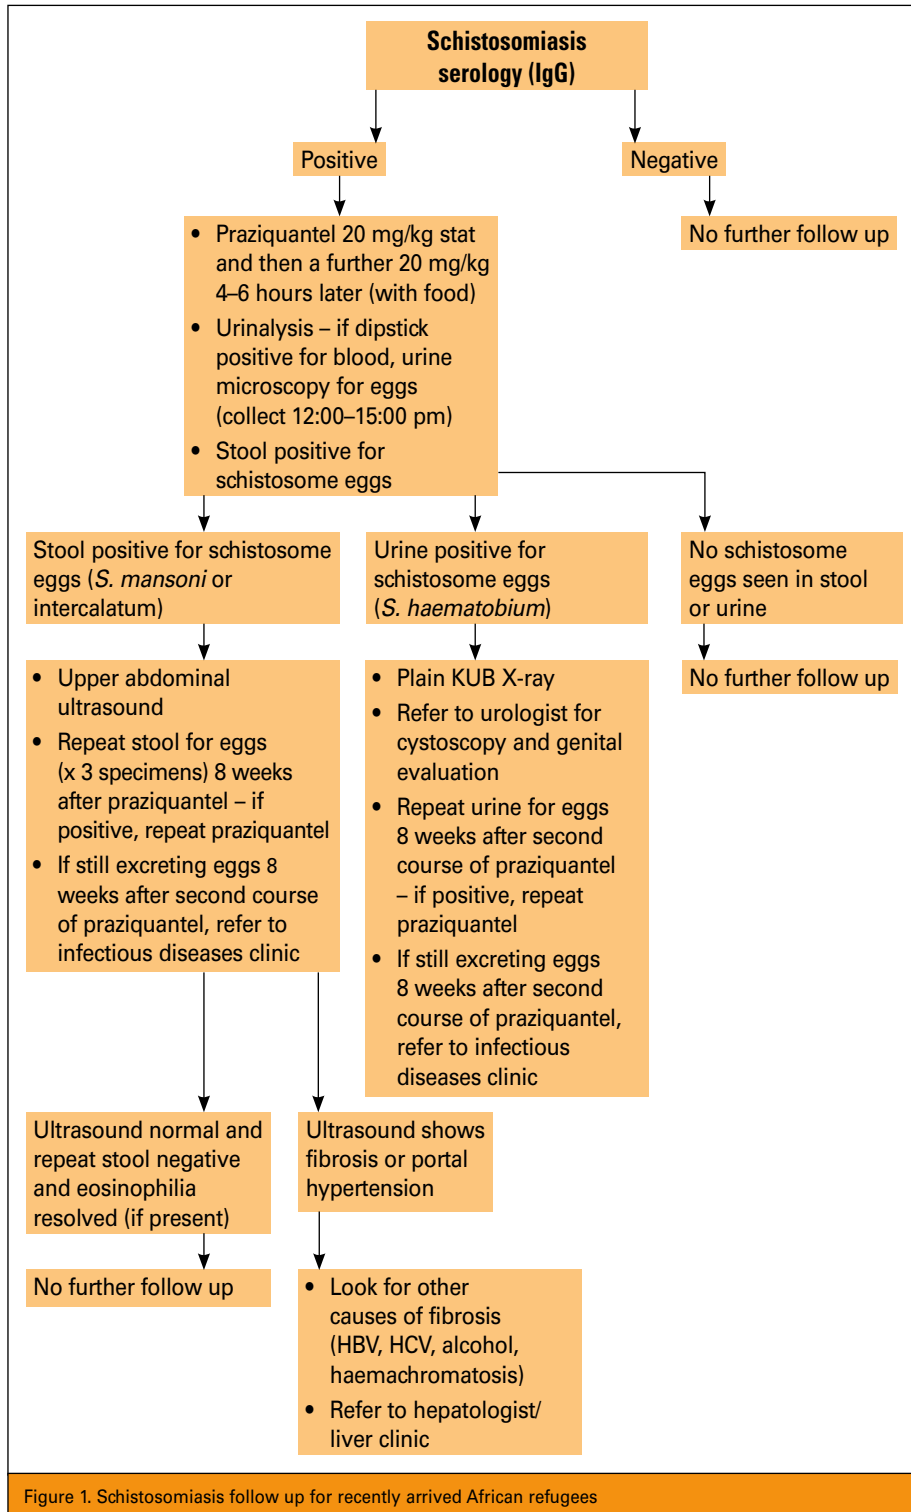 Schistosomiasis
serology (IgG)
Positive
Negative
• Praziquantel 20 mg/kg stat
and then a further 20 mg/kg
4–6 hours later (with food)
• Urinalysis – if dipstick
positive for blood, urine
microscopy for eggs
(collect 12:00–15:00 pm)
• Stool positive for
schistosome eggs
No further follow up
Stool positive for schistosome
eggs (S. mansoni or
intercalatum)
Urine positive for
schistosome eggs
(S. haematobium)
No schistosome
eggs seen in stool
or urine
• Upper abdominal
ultrasound
• Repeat stool for eggs
(x 3 specimens) 8 weeks
after praziquantel – if
positive, repeat praziquantel
• If still excreting eggs 8
weeks after second course
of praziquantel, refer to
infectious diseases clinic
• Plain KUB X-ray
• Refer to urologist for
cystoscopy and genital
evaluation
• Repeat urine for eggs
8 weeks after second
course of praziquantel
– if positive, repeat
praziquantel
• If still excreting eggs
8 weeks after second
course of praziquantel,
refer to infectious
diseases clinic
No further follow up
Ultrasound normal and
repeat stool negative
and eosinophilia
resolved (if present)
Ultrasound shows
fibrosis or portal
hypertension
No further follow up
• Look for other
causes of fibrosis
(HBV, HCV, alcohol,
haemachromatosis)
• Refer to hepatologist/
liver clinic
Figure 1. Schistosomiasis follow up for recently arrived African refugees